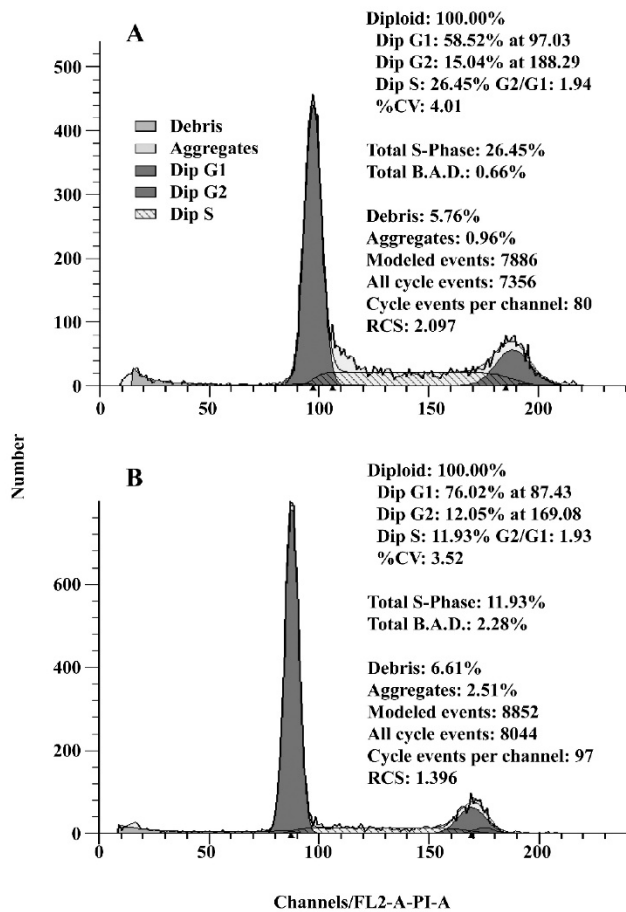 A
Diploid: 100.00%
Dip G1: 58.52% at 97.03
Dip G2: 15.04% at 188.29
Dip S: 26.45% G2/G1: 1.94
%CV: 4.01
Total S-Phase: 26.45%
Total B.A.D.: 0.66%
Debris: 5.76%
Aggregates: 0.96%
Modeled events: 7886
All cycle events: 7356
Cycle events per channel: 80
RCS: 2.097
Debris
Aggregates
Dip G1
Dip G2
Dip S
500
400
300
200
100
0
0 50 100 150 200
Number
B
Diploid: 100.00%
Dip G1: 76.02% at 87.43
Dip G2: 12.05% at 169.08
Dip S: 11.93% G2/G1: 1.93
%CV: 3.52
Total S-Phase: 11.93%
Total B.A.D.: 2.28%
Debris: 6.61%
Aggregates: 2.51%
Modeled events: 8852
All cycle events: 8044
Cycle events per channel: 97
RCS: 1.396
600
400
200
0
0 50 100 150 200
Channels/FL2-A-PI-A